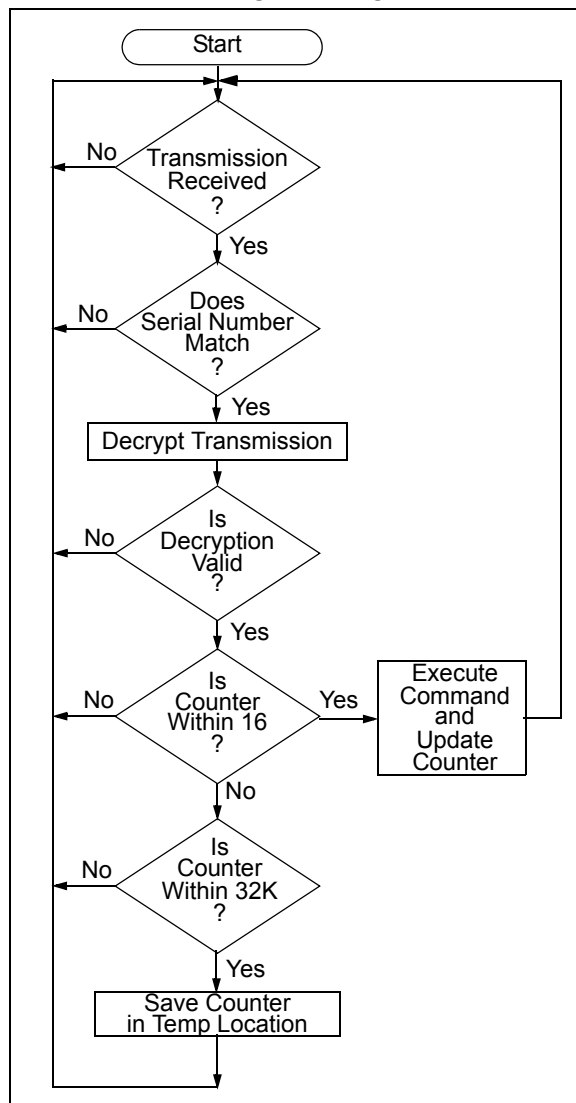 Start
No
Transmission
Received
?
Yes
No
Does
Serial Number
Match
?
Yes
Decrypt Transmission
No
Is
Decryption
Valid
?
Yes
No
Is
Counter
Within 16
?
Yes
Execute
Command
and
Update
Counter
No
No
Is
Counter
Within 32K
?
Yes
Save Counter
in Temp Location